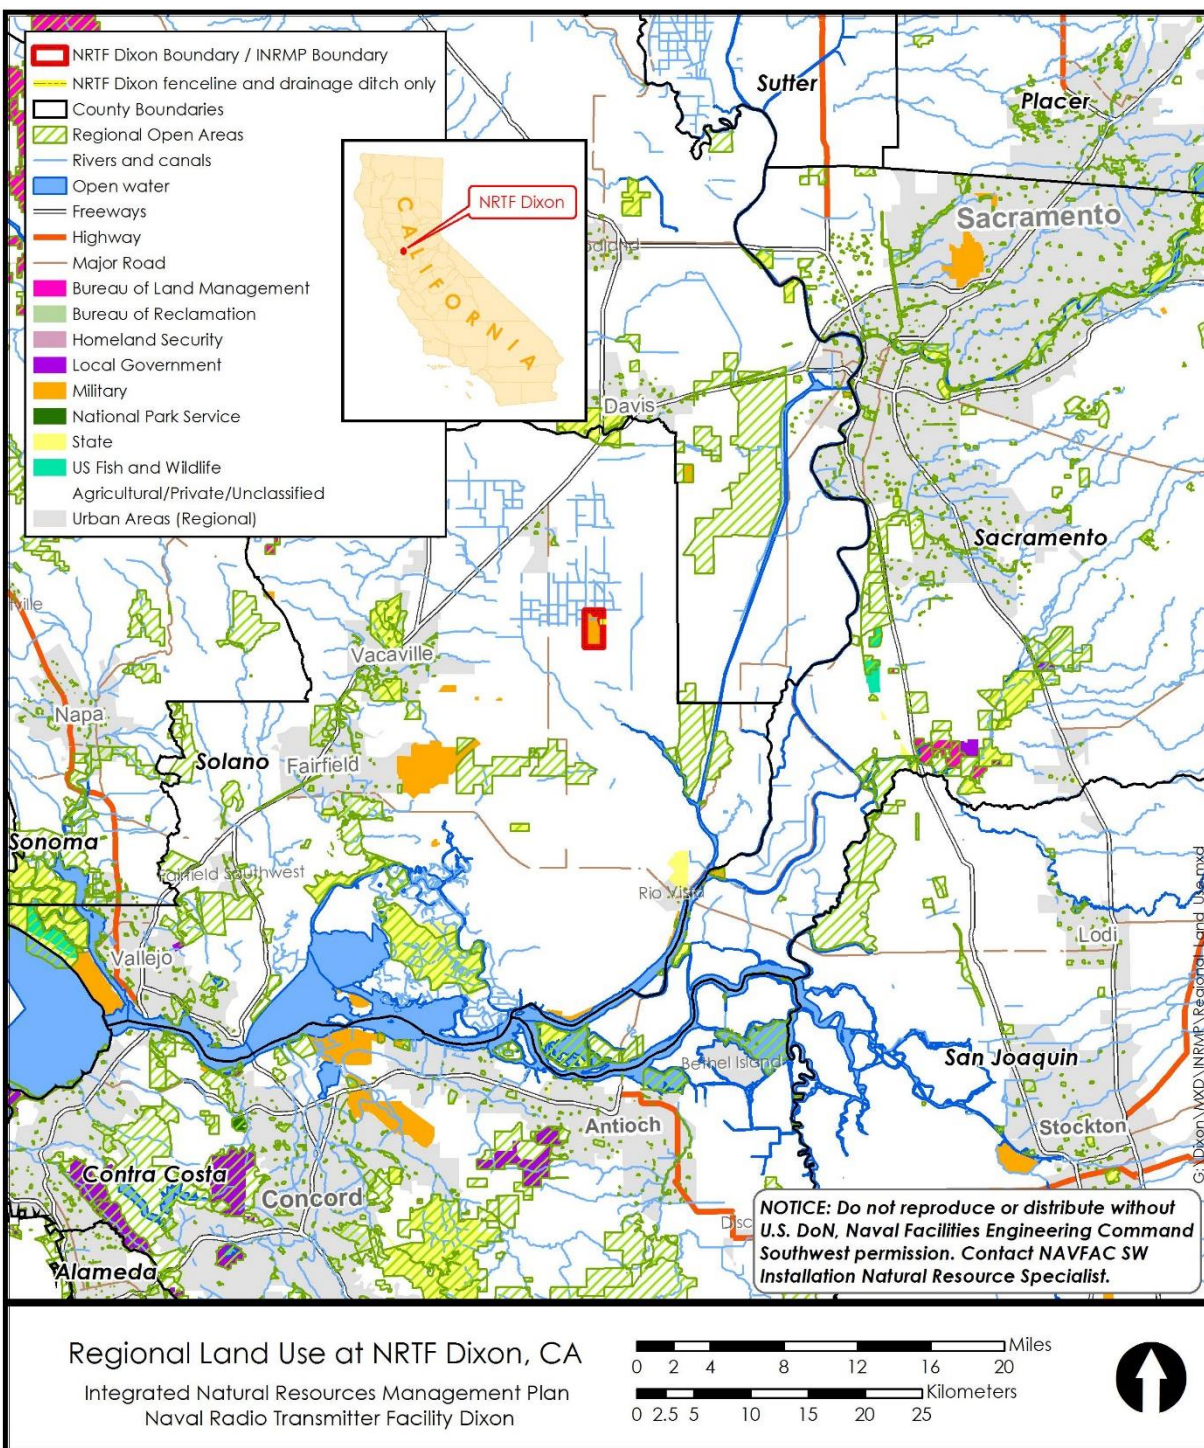 NRTF Dixon Boundary / INRMP Boundary
NRTF Dixon fenceline and drainage ditch only
County Boundaries
Regional Open Areas
Rivers and canals
Open water
Freeways
Highway
Major Road
Bureau of Land Management
Bureau of Reclamation
Homeland Security
Local Government
Military
National Park Service
State
US Fish and Wildlife
Agricultural/Private/Unclassified
Urban Areas (Regional)
NRTF Dixon
CALIFORNIA
Sutter
Placer
Sacramento
Davis
Sacramento
Vacaville
Napa
Solano
Fairfield
Sonoma
Fairfield Southwest
Rio Vista
Vallejo
Lodi
Bethel Island
San Joaquin
Antioch
Stockton
Contra Costa
Concord
Alameda
G:\Dixon\MXD\INRMP\Regional Land Use.mxd
NOTICE: Do not reproduce or distribute without
U.S. DoN, Naval Facilities Engineering Command
Southwest permission. Contact NAVFAC SW
Installation Natural Resource Specialist.
Regional Land Use at NRTF Dixon, CA
Integrated Natural Resources Management Plan
Naval Radio Transmitter Facility Dixon
Miles
0 2 4 8 12 16 20
Kilometers
0 2.5 5 10 15 20 25